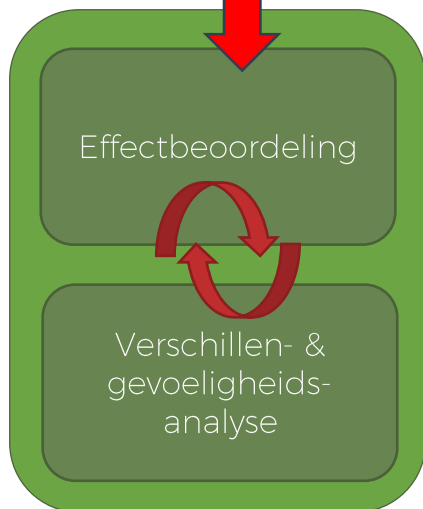 Effectbeoordeling
Verschillen- &
gevoeligheids-
analyse